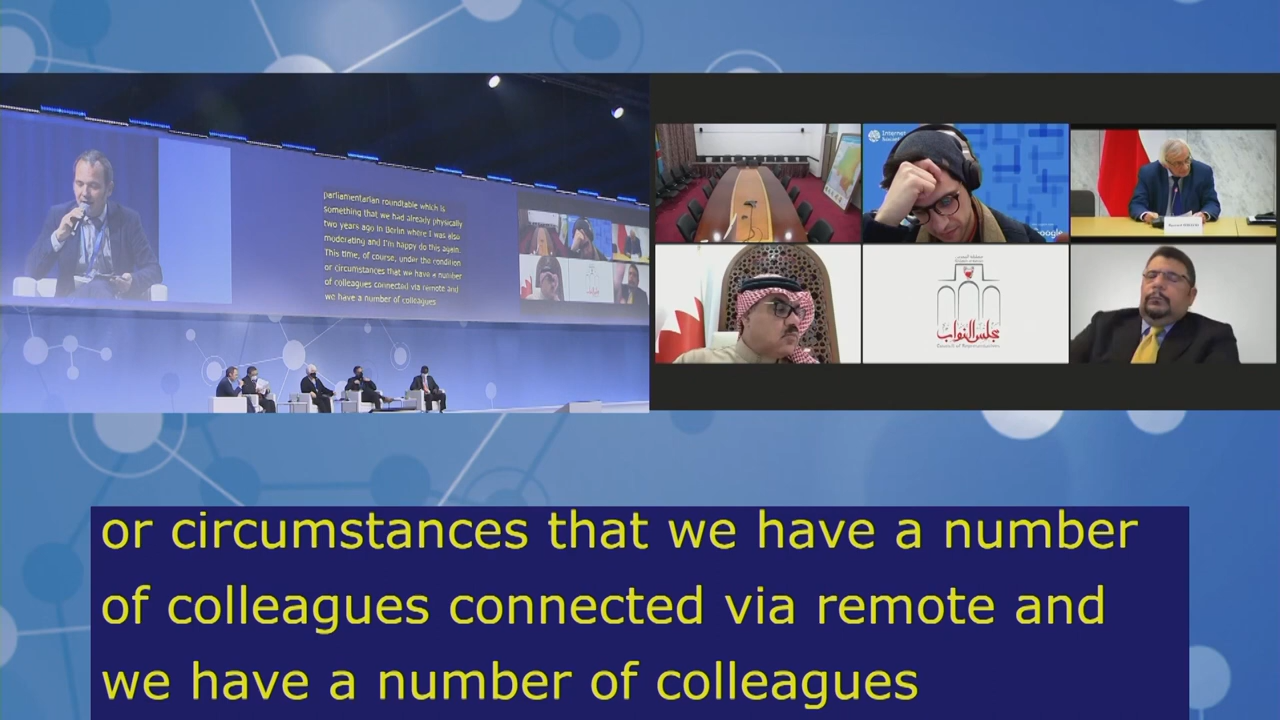 parliamentarian roundtable which is
something that we had already physically
two years ago in Berlin where I was also
moderating and I'm happy do this again.
This time, of course, under the condition
or circumstances that we have a number
of colleagues connected via remote and
we have a number of colleagues
Internet
Society
oogle
مجلس النواب
Council of Representatives
or circumstances that we have a number
of colleagues connected via remote and
we have a number of colleagues